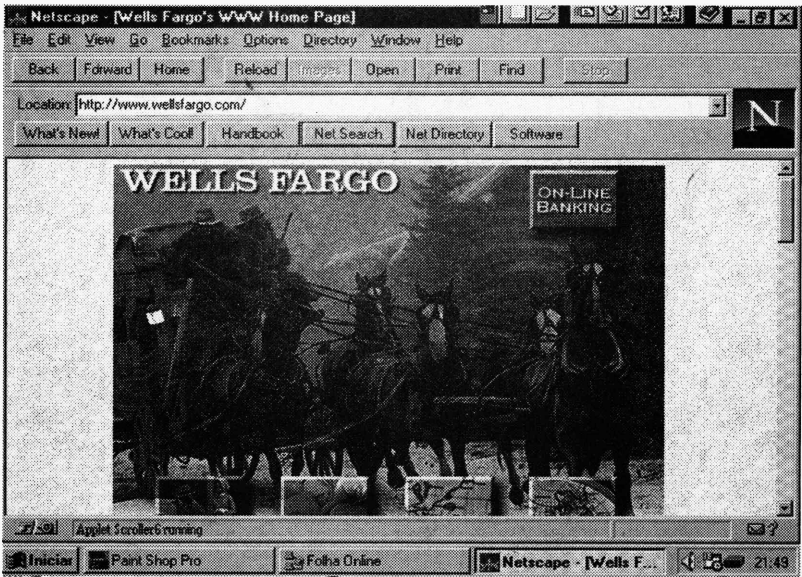 Netscape - [Wells Fargo's WWW Home Page]
File Edit View Go Bookmarks Options Directory Window Help
Back Forward Home Reload Images Open Print Find Stop
Location: http://www.wellsfargo.com/
N
What's New! What's Cool! Handbook Net Search Net Directory Software
WELLS FARGO
ON-LINE
BANKING
Applet Scroller6 running
Iniciar Paint Shop Pro Folha Online Netscape - [Wells F... 21:49